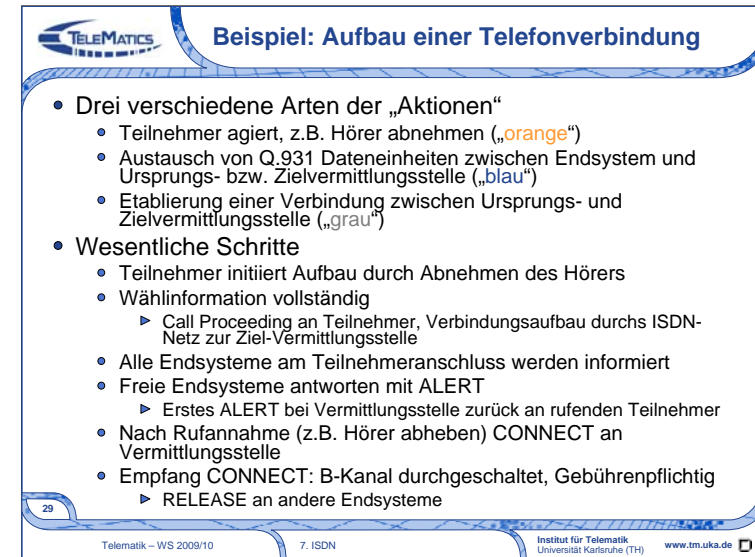 TELEMATICS
Beispiel: Aufbau einer Telefonverbindung
Drei verschiedene Arten der „Aktionen“
Teilnehmer agiert, z.B. Hörer abnehmen („orange“)
Austausch von Q.931 Dateneinheiten zwischen Endsystem und
Ursprungs- bzw. Zielvermittlungsstelle („blau“)
Etablierung einer Verbindung zwischen Ursprungs- und
Zielvermittlungsstelle („grau“)
Wesentliche Schritte
Teilnehmer initiiert Aufbau durch Abnehmen des Hörers
Wählinformation vollständig
Call Proceeding an Teilnehmer, Verbindungsaufbau durchs ISDN-
Netz zur Ziel-Vermittlungsstelle
Alle Endsysteme am Teilnehmeranschluss werden informiert
Freie Endsysteme antworten mit ALERT
Erstes ALERT bei Vermittlungsstelle zurück an rufenden Teilnehmer
Nach Rufannahme (z.B. Hörer abheben) CONNECT an
Vermittlungsstelle
Empfang CONNECT: B-Kanal durchgeschaltet, Gebührenpflichtig
RELEASE an andere Endsysteme
29
Telematik – WS 2009/10
7. ISDN
Institut für Telematik
Universität Karlsruhe (TH)
www.tm.uka.de